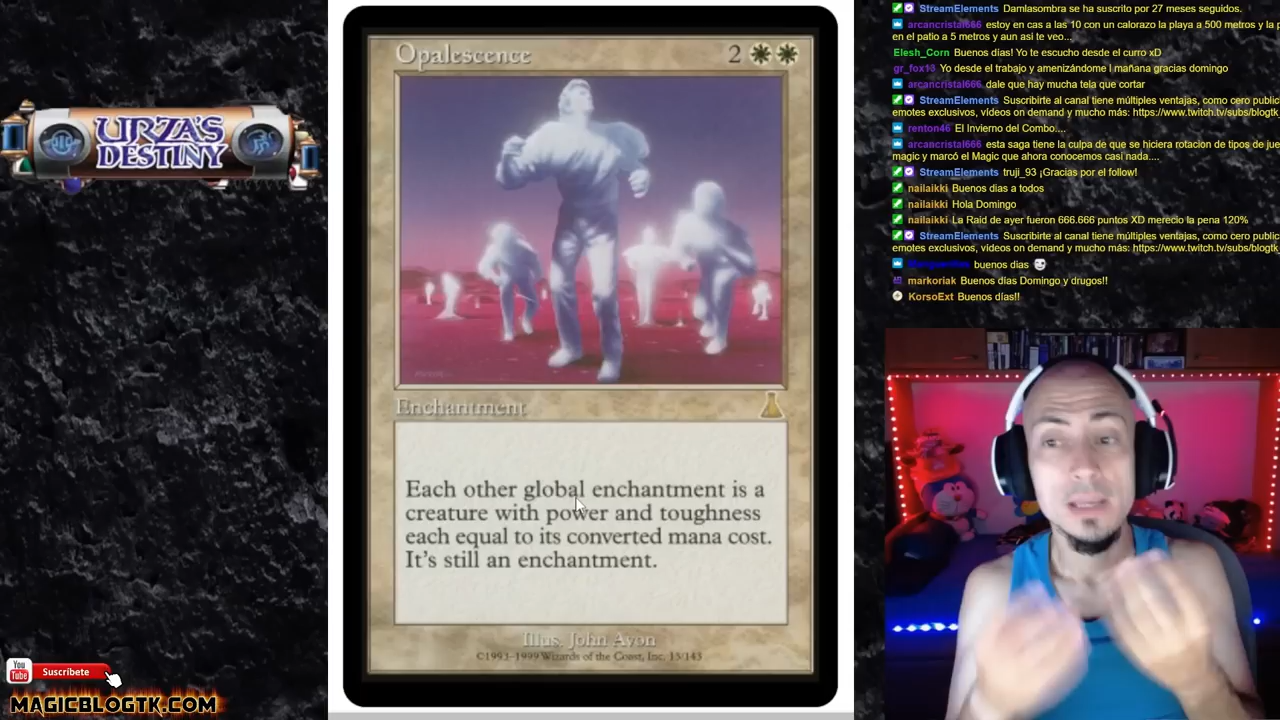 URZA'S
DESTINY
Opalescence 2
Enchantment
Each other global enchantment is a
creature with power and toughness
each equal to its converted mana cost.
It's still an enchantment.
Illus. John Avon
©1993-1999 Wizards of the Coast, Inc. 13/143
You
Tube
Suscríbete
MAGICBLOGTK.COM
StreamElements Damlasombra se ha suscrito por 27 meses seguidos.
arcancristal666 estoy en cas a las 10 con un calorazo la playa a 500 metros y la p
en el patio a 5 metros y aun asi te veo...
Elesh_Corn Buenos días! Yo te escucho desde el curro xD
gr_fox13 Yo desde el trabajo y amenizándome l mañana gracias domingo
arcancristal666 dale que hay mucha tela que cortar
StreamElements Suscribirte al canal tiene múltiples ventajas, como cero public
emotes exclusivos, vídeos on demand y mucho más: https://www.twitch.tv/subs/blogtk_
renton46 El Invierno del Combo....
arcancristal666 esta saga tiene la culpa de que se hiciera rotacion de tipos de jue
magic y marcó el Magic que ahora conocemos casi nada....
StreamElements truji_93 ¡Gracias por el follow!
nailaikki Buenos dias a todos
nailaikki Hola Domingo
nailaikki La Raid de ayer fueron 666.666 puntos XD merecio la pena 120%
StreamElements Suscribirte al canal tiene múltiples ventajas, como cero public
emotes exclusivos, vídeos on demand y mucho más: https://www.twitch.tv/subs/blogtk_
buenos dias
markoriak Buenos días Domingo y drugos!!
KorsoExt Buenos días!!